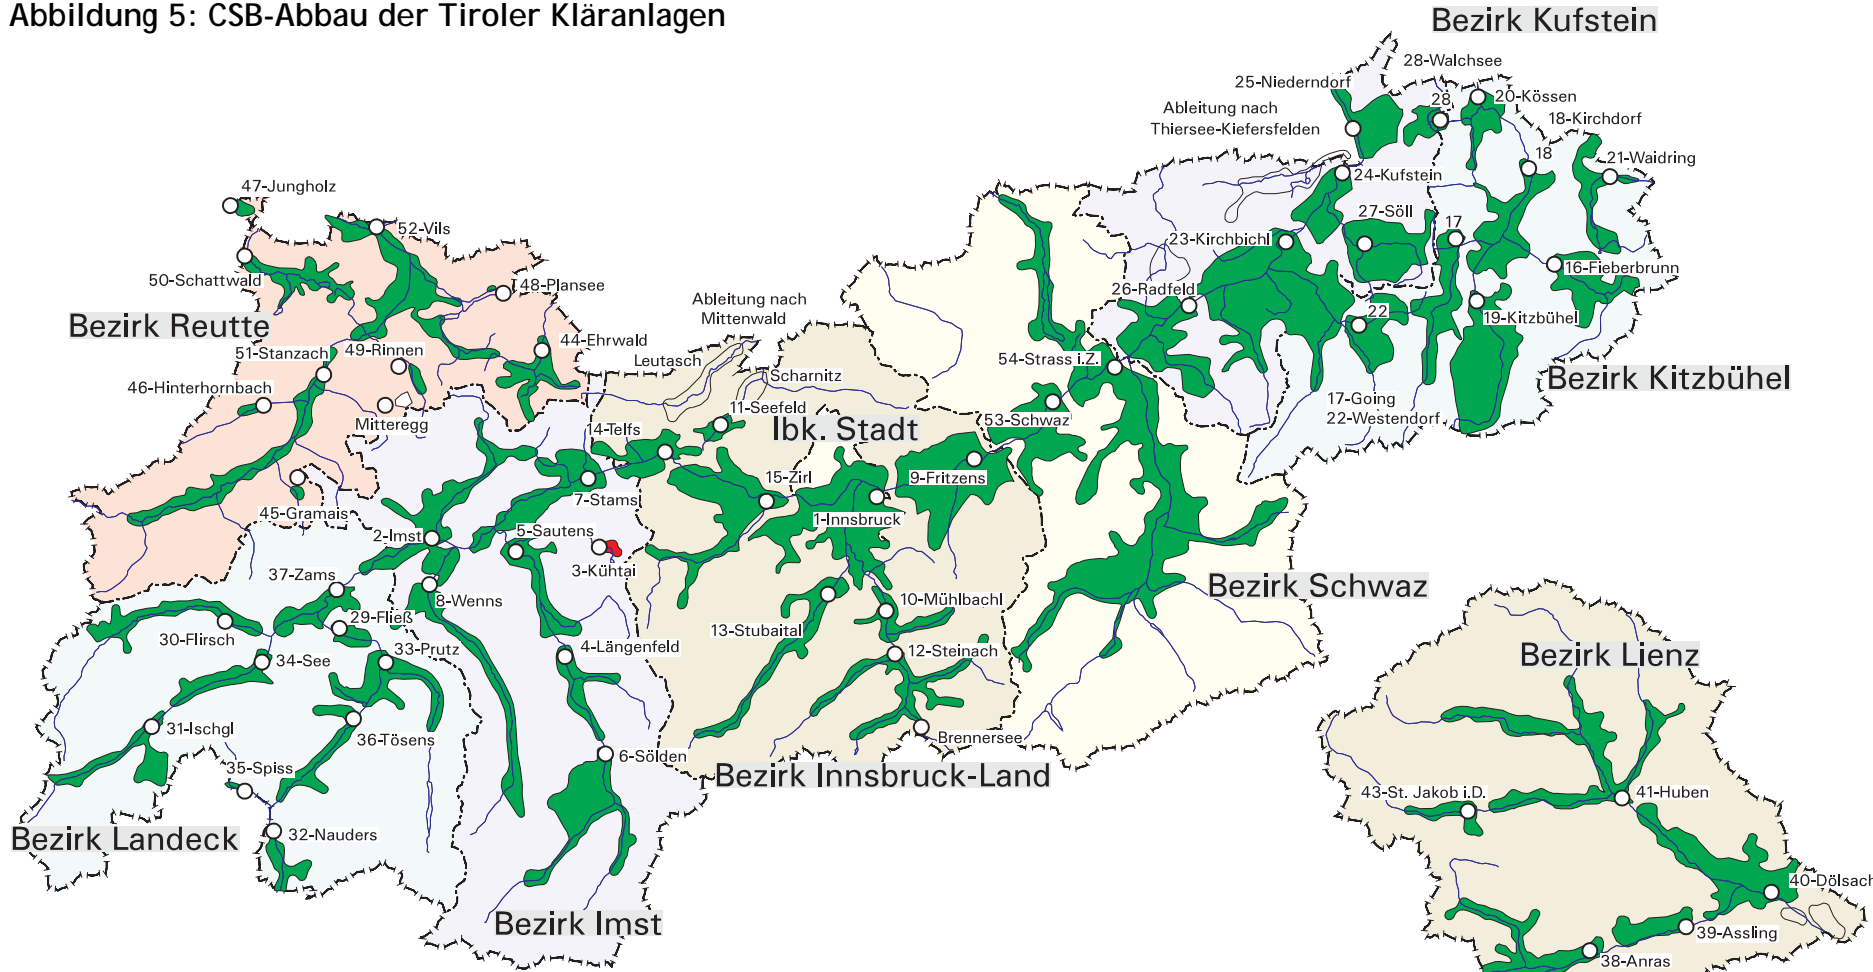 Abbildung 5: CSB-Abbau der Tiroler Kläranlagen
Bezirk Kufstein
28-Walchsee
25-Niederndorf
28
20-Kössen
Ableitung nach
Thiersee-Kiefersfelden
18-Kirchdorf
18
21-Waidring
24-Kufstein
47-Jungholz
27-Söll
52-Vils
23-Kirchbichl
17
16-Fieberbrunn
50-Schattwald
48-Plansee
26-Radfeld
Ableitung nach
Mittenwald
22
19-Kitzbühel
Bezirk Reutte
44-Ehrwald
51-Stanzach
49-Rinnen
Leutasch
54-Strass i.Z.
Scharnitz
Bezirk Kitzbühel
46-Hinterhornbach
17-Going
22-Westendorf
Mitteregg
11-Seefeld
53-Schwaz
14-Telfs
Ibk. Stadt
15-Zirl
9-Fritzens
7-Stams
45-Gramais
1-Innsbruck
5-Sautens
2-Imst
3-Kühtai
37-Zams
Bezirk Schwaz
8-Wenns
10-Mühlbachl
29-Fließ
30-Flirsch
13-Stubaital
33-Prutz
4-Längenfeld
12-Steinach
34-See
Bezirk Lienz
31-Ischgl
36-Tösens
Brennersee
6-Sölden
35-Spiss
Bezirk Innsbruck-Land
43-St. Jakob i.D.
41-Huben
Bezirk Landeck
32-Nauders
40-Dölsach
Bezirk Imst
39-Assling
38-Anras